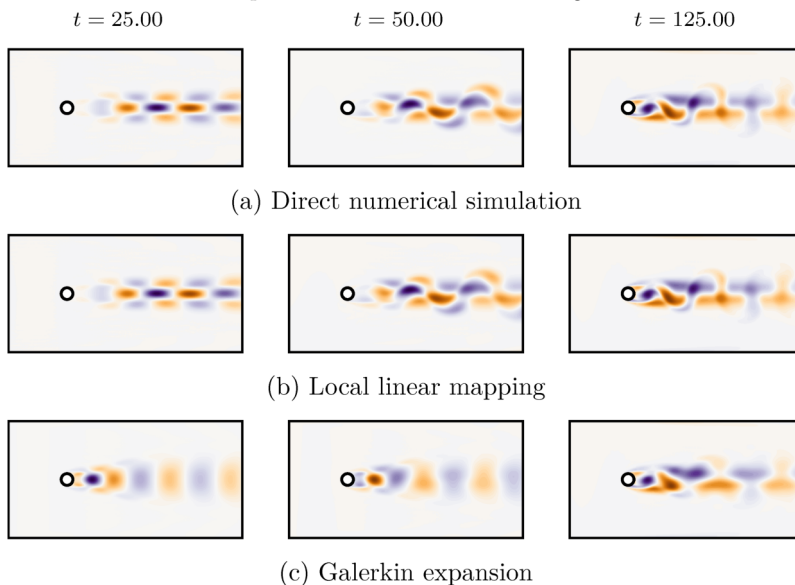 t = 25.00 t = 50.00 t = 125.00
(a) Direct numerical simulation
(b) Local linear mapping
(c) Galerkin expansion